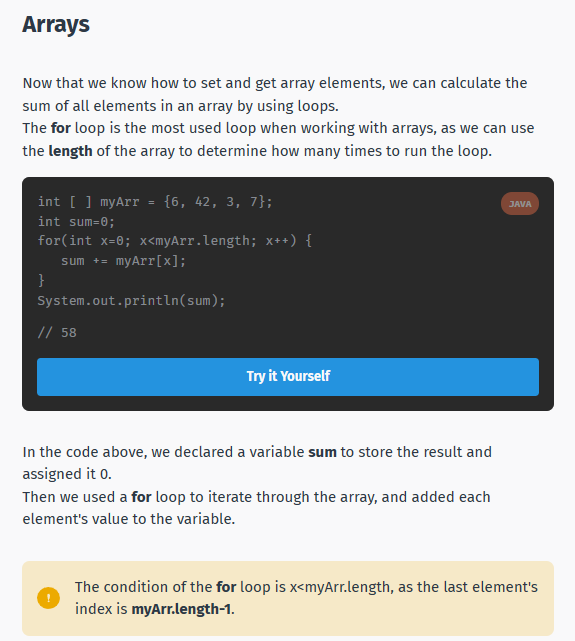 Arrays
Now that we know how to set and get array elements, we can calculate the
sum of all elements in an array by using loops.
The for loop is the most used loop when working with arrays, as we can use
the length of the array to determine how many times to run the loop.
int [ ] myArr = {6, 42, 3, 7};
JAVA
int sum=0;
for(int x=0; x<myArr.length; x++) {
   sum += myArr[x];
}
System.out.println(sum);
// 58
Try it Yourself
In the code above, we declared a variable sum to store the result and
assigned it 0.
Then we used a for loop to iterate through the array, and added each
element's value to the variable.
!
The condition of the for loop is x<myArr.length, as the last element's
index is myArr.length-1.